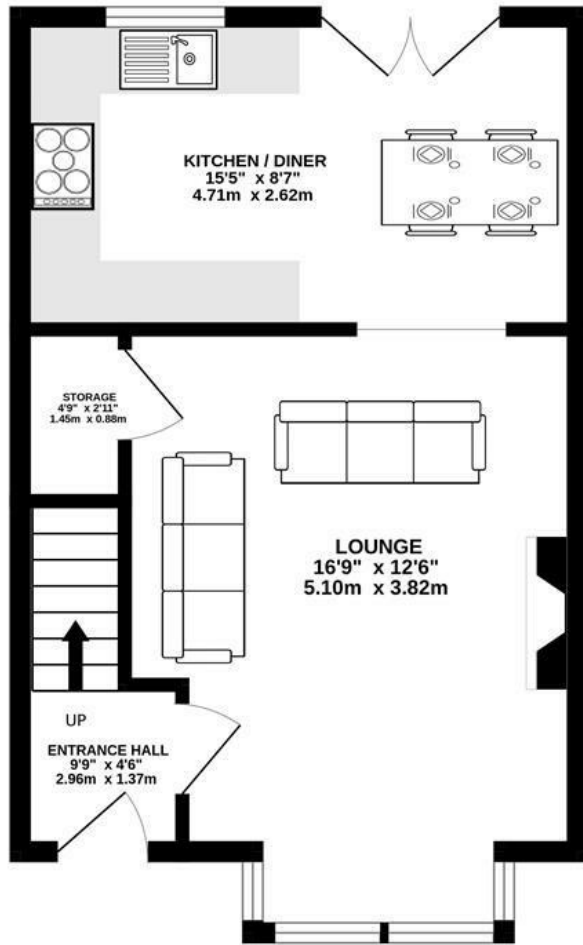 KITCHEN / DINER
15'5" x 8'7"
4.71m x 2.62m
STORAGE
4'9" x 2'11"
1.45m x 0.88m
LOUNGE
16'9" x 12'6"
5.10m x 3.82m
UP
ENTRANCE HALL
9'9" x 4'6"
2.96m x 1.37m